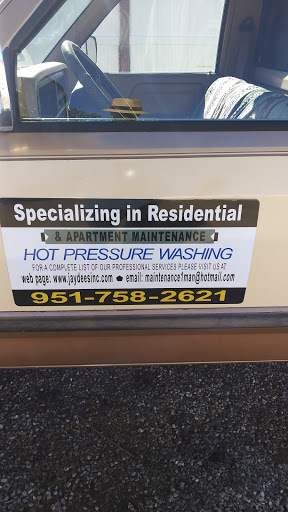 Specializing in Residential
& APARTMENT MAINTENANCE
HOT PRESSURE WASHING
FOR A COMPLETE LIST OF OUR PROFESSIONAL SERVICES PLEASE VISIT US AT
web page: www.jaydeesinc.com email: maintenance1man@hotmail.com
951-758-2621